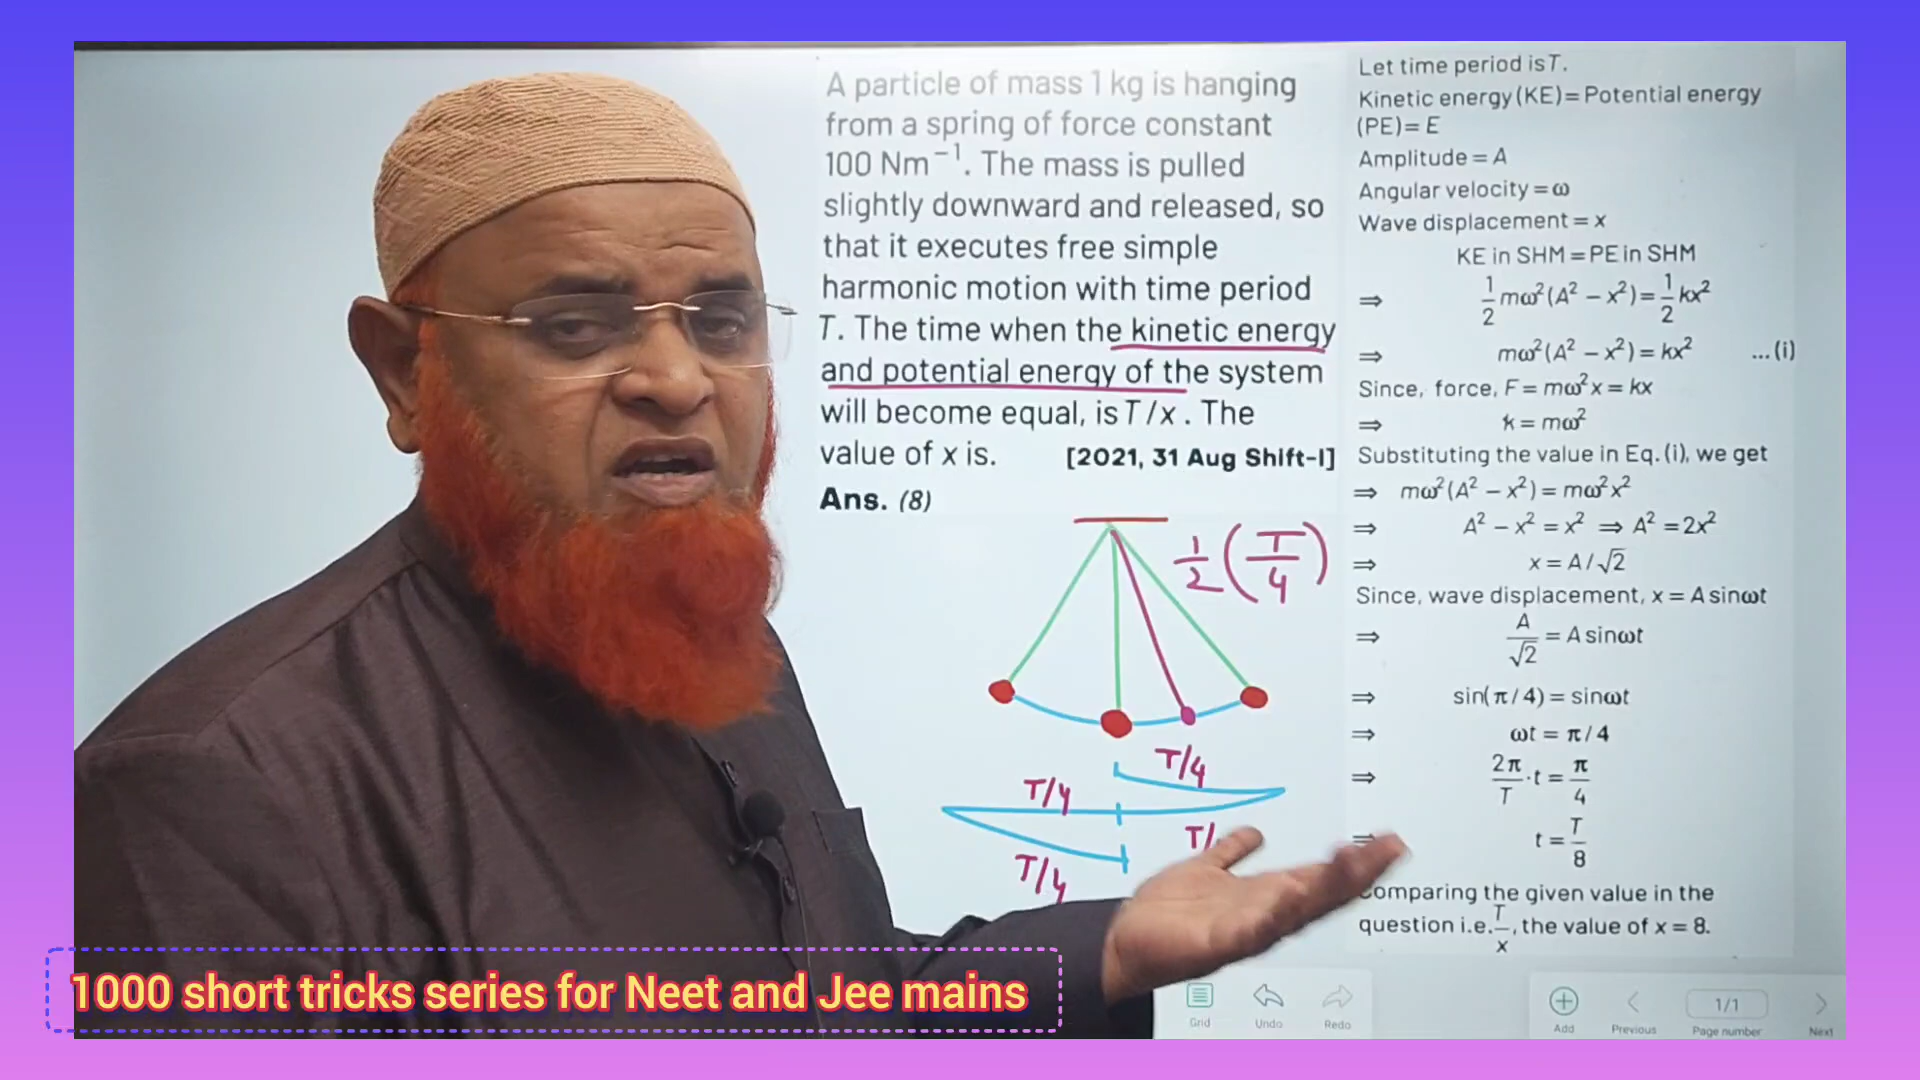 A particle of mass 1 kg is hanging
from a spring of force constant
100 Nm⁻¹. The mass is pulled
slightly downward and released, so
that it executes free simple
harmonic motion with time period
T. The time when the kinetic energy
and potential energy of the system
will become equal, is T/x. The
value of x is. [2021, 31 Aug Shift-I]
Ans. (8)
1/2 (T/4)
T/4
T/4
T/
T/4
Let time period is T.
Kinetic energy (KE) = Potential energy
(PE) = E
Amplitude = A
Angular velocity = ω
Wave displacement = x
KE in SHM = PE in SHM
⇒ 1/2 mω²(A² − x²) = 1/2 kx²
⇒ mω²(A² − x²) = kx² ...(i)
Since, force, F = mω²x = kx
⇒ k = mω²
Substituting the value in Eq. (i), we get
⇒ mω²(A² − x²) = mω²x²
⇒ A² − x² = x² ⇒ A² = 2x²
⇒ x = A/√2
Since, wave displacement, x = A sinωt
⇒ A/√2 = A sinωt
⇒ sin(π/4) = sinωt
⇒ ωt = π/4
⇒ 2π/T · t = π/4
⇒ t = T/8
Comparing the given value in the
question i.e. T/x, the value of x = 8.
1000 short tricks series for Neet and Jee mains
Grid Undo Redo
Add Previous 1/1 Page number Next